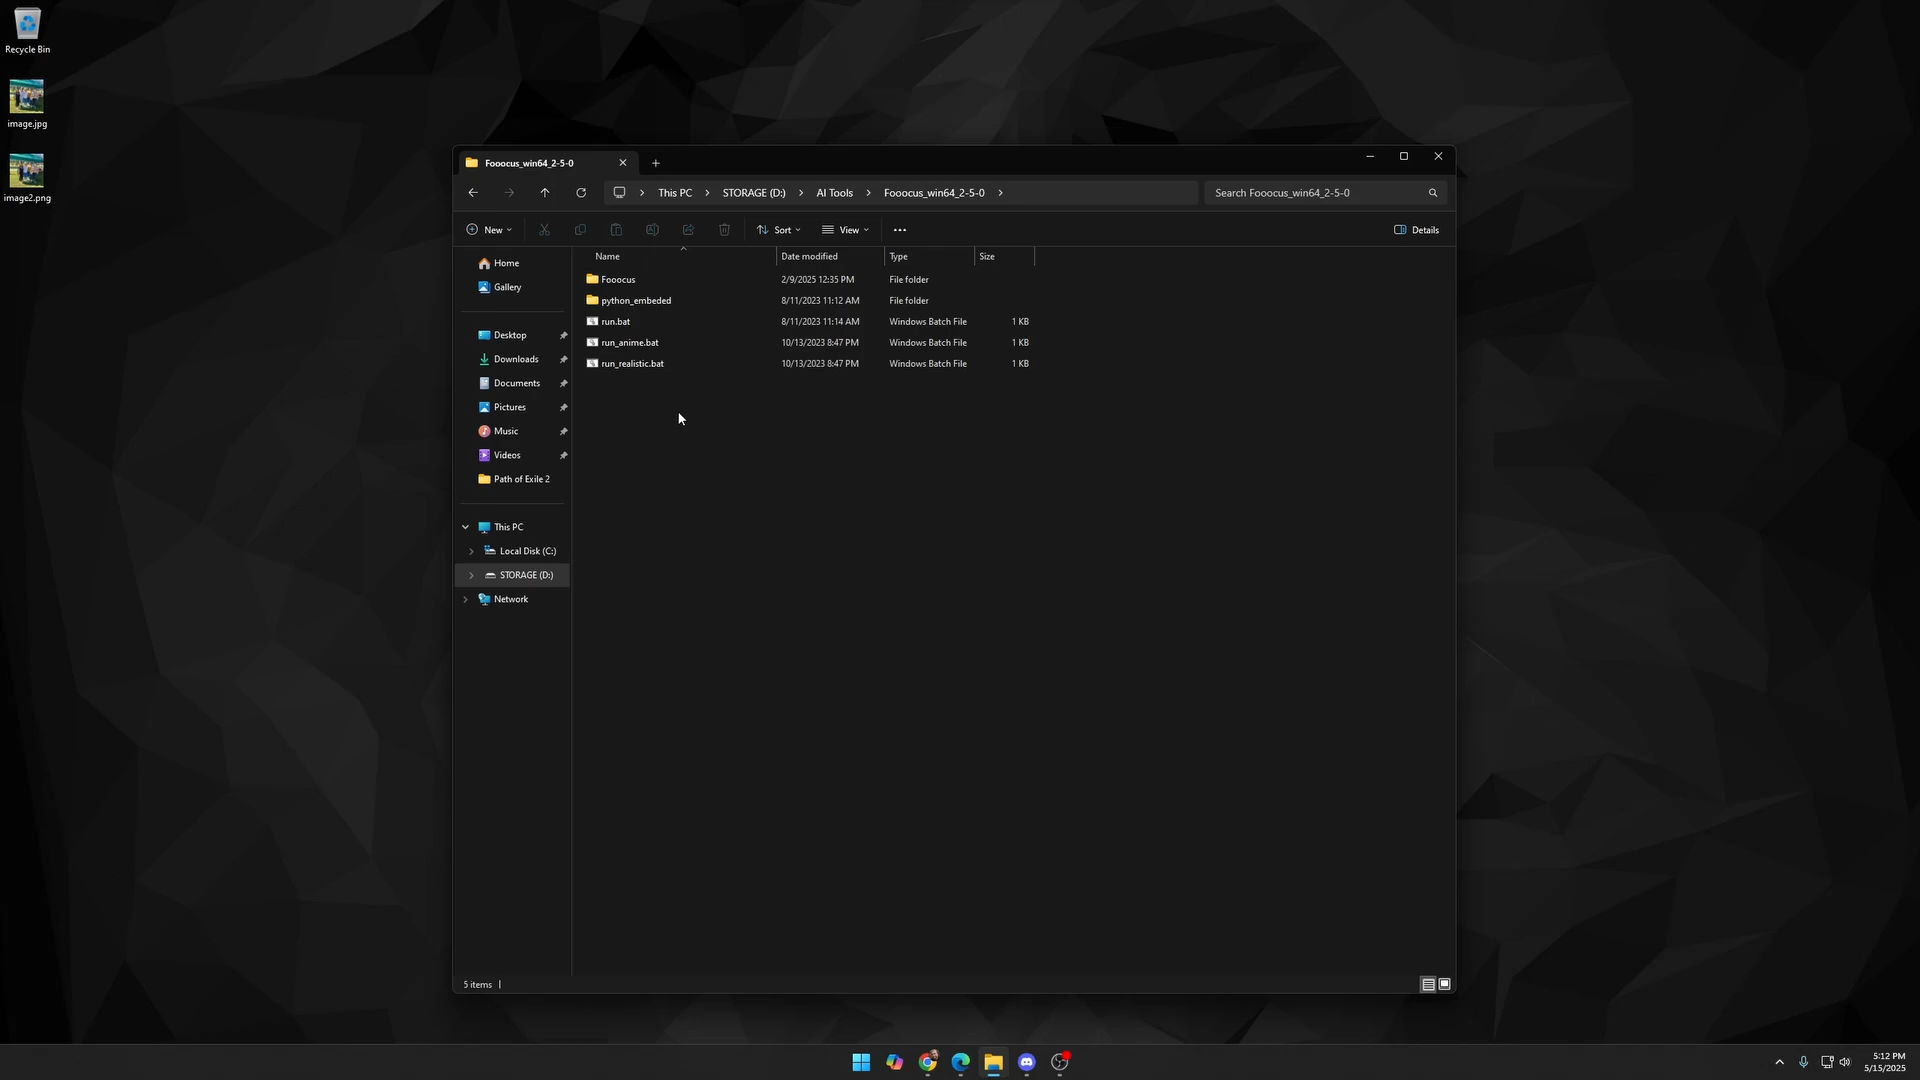 Recycle Bin
image.jpg
image2.png
Fooocus_win64_2-5-0
This PC > STORAGE (D:) > AI Tools > Fooocus_win64_2-5-0 >
Search Fooocus_win64_2-5-0
New
Sort
View
Details
Home
Gallery
Desktop
Downloads
Documents
Pictures
Music
Videos
Path of Exile 2
This PC
Local Disk (C:)
STORAGE (D:)
Network
Name Date modified Type Size
Fooocus 2/9/2025 12:35 PM File folder
python_embeded 8/11/2023 11:12 AM File folder
run.bat 8/11/2023 11:14 AM Windows Batch File 1 KB
run_anime.bat 10/13/2023 8:47 PM Windows Batch File 1 KB
run_realistic.bat 10/13/2023 8:47 PM Windows Batch File 1 KB
5 items
5:12 PM
5/15/2025